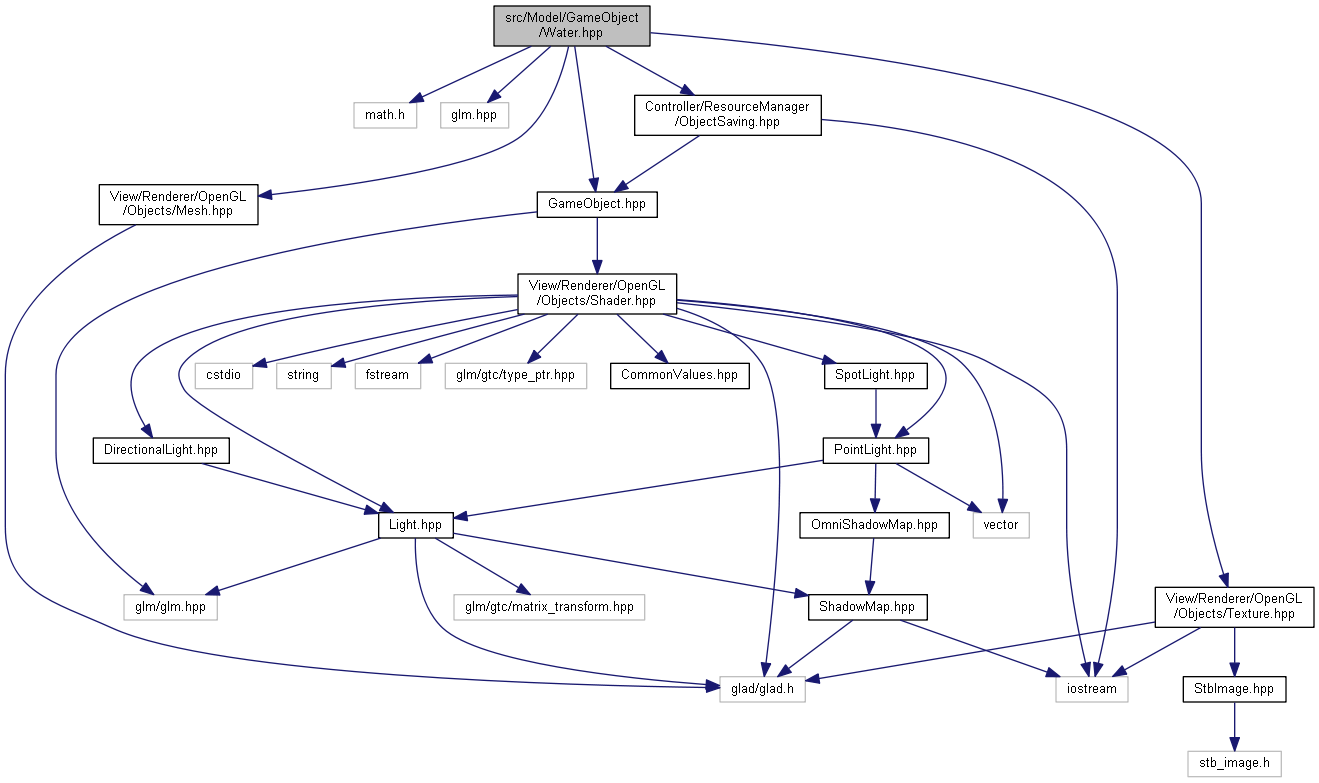 src/Model/GameObject
/Water.hpp
math.h
glm.hpp
Controller/ResourceManager
/ObjectSaving.hpp
View/Renderer/OpenGL
/Objects/Mesh.hpp
GameObject.hpp
View/Renderer/OpenGL
/Objects/Shader.hpp
cstdio
string
fstream
glm/gtc/type_ptr.hpp
CommonValues.hpp
SpotLight.hpp
DirectionalLight.hpp
PointLight.hpp
Light.hpp
OmniShadowMap.hpp
vector
glm/glm.hpp
glm/gtc/matrix_transform.hpp
ShadowMap.hpp
View/Renderer/OpenGL
/Objects/Texture.hpp
glad/glad.h
iostream
StbImage.hpp
stb_image.h